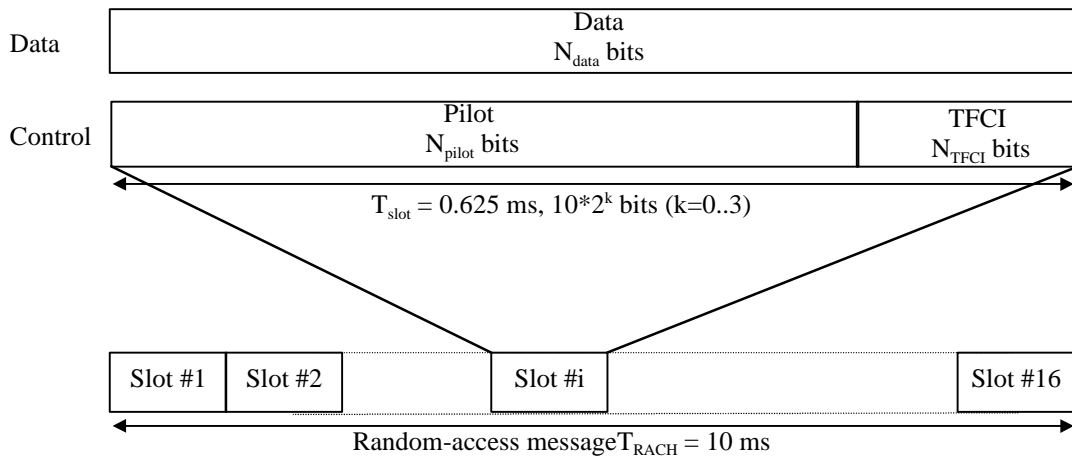 Data
Data
N_data bits
Control
Pilot
N_pilot bits
TFCI
N_TFCI bits
T_slot = 0.625 ms, 10*2^k bits (k=0..3)
Slot #1 Slot #2 Slot #i Slot #16
Random-access messageT_RACH = 10 ms